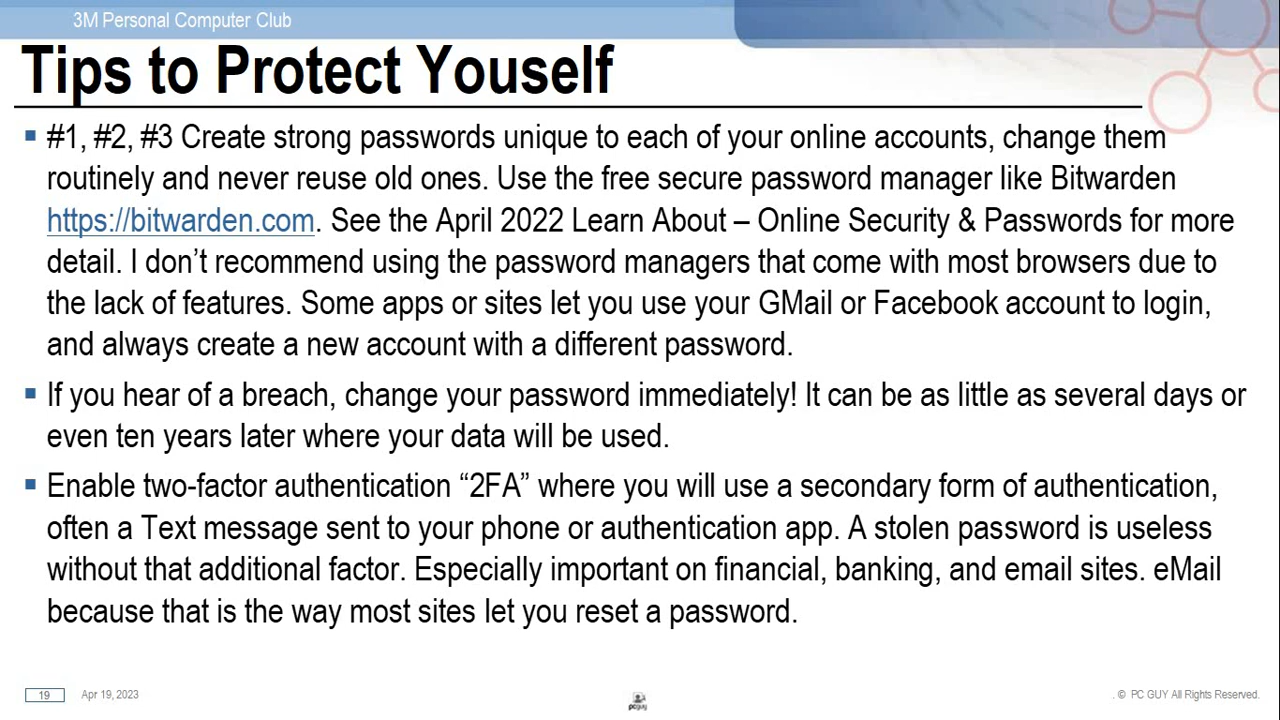 3M Personal Computer Club
Tips to Protect Youself
#1, #2, #3 Create strong passwords unique to each of your online accounts, change them
routinely and never reuse old ones. Use the free secure password manager like Bitwarden
https://bitwarden.com. See the April 2022 Learn About – Online Security & Passwords for more
detail. I don’t recommend using the password managers that come with most browsers due to
the lack of features. Some apps or sites let you use your GMail or Facebook account to login,
and always create a new account with a different password.
If you hear of a breach, change your password immediately! It can be as little as several days or
even ten years later where your data will be used.
Enable two-factor authentication “2FA” where you will use a secondary form of authentication,
often a Text message sent to your phone or authentication app. A stolen password is useless
without that additional factor. Especially important on financial, banking, and email sites. eMail
because that is the way most sites let you reset a password.
19 Apr 19, 2023
pcguy
. © PC GUY All Rights Reserved.